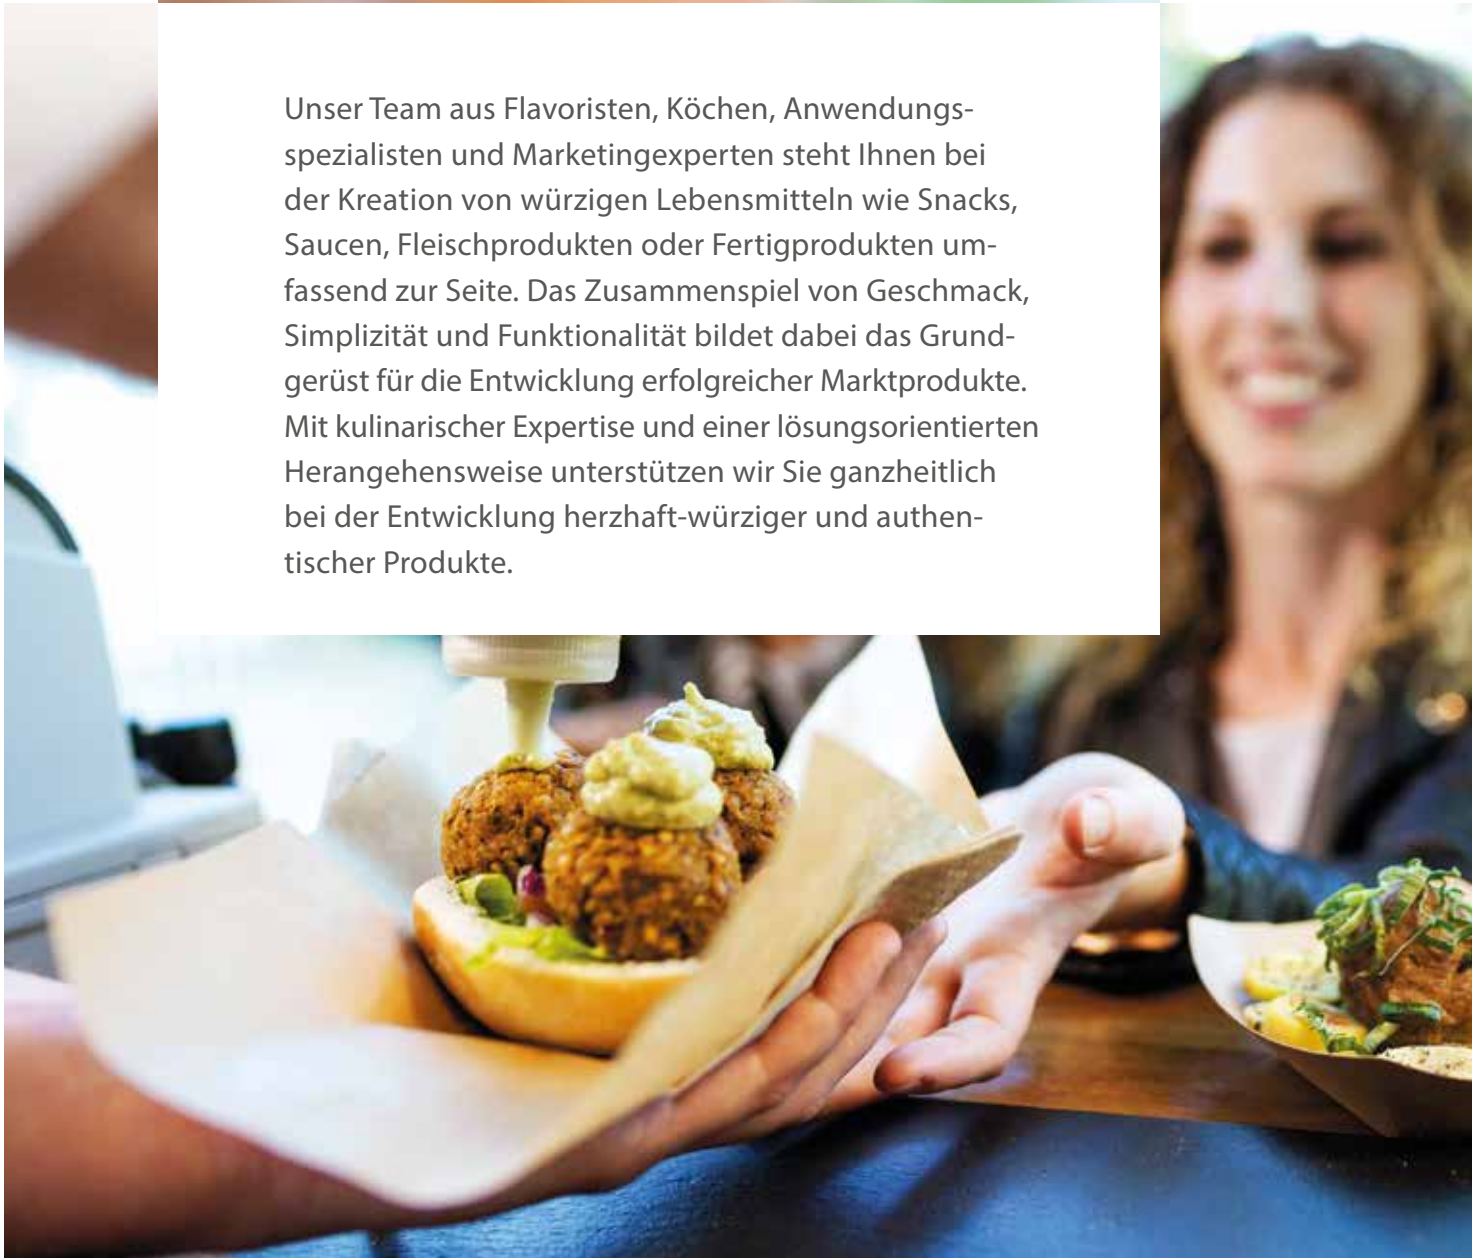 Unser Team aus Flavoristen, Köchen, Anwendungs-
spezialisten und Marketingexperten steht Ihnen bei
der Kreation von würzigen Lebensmitteln wie Snacks,
Saucen, Fleischprodukten oder Fertigprodukten um-
fassend zur Seite. Das Zusammenspiel von Geschmack,
Simplizität und Funktionalität bildet dabei das Grund-
gerüst für die Entwicklung erfolgreicher Marktprodukte.
Mit kulinarischer Expertise und einer lösungsorientierten
Herangehensweise unterstützen wir Sie ganzheitlich
bei der Entwicklung herzhaft-würziger und authen-
tischer Produkte.